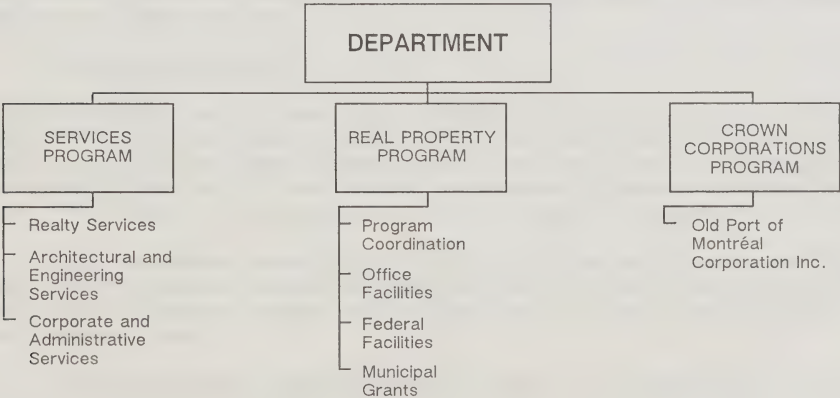 DEPARTMENT
SERVICES
PROGRAM
Realty Services
Architectural and
Engineering
Services
Corporate and
Administrative
Services
REAL PROPERTY
PROGRAM
Program
Coordination
Office
Facilities
Federal
Facilities
Municipal
Grants
CROWN
CORPORATIONS
PROGRAM
Old Port of
Montréal
Corporation Inc.